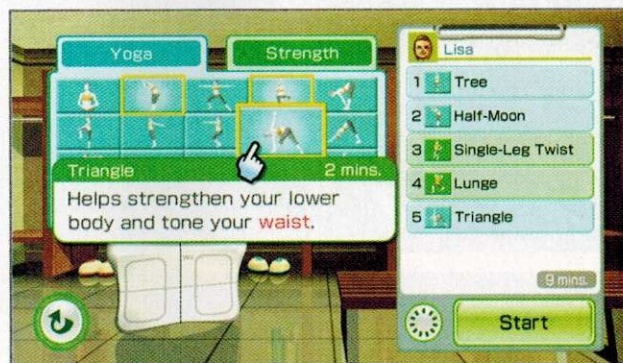 Yoga
Strength
Triangle
2 mins.
Helps strengthen your lower
body and tone your waist.
Wii
Lisa
1 Tree
2 Half-Moon
3 Single-Leg Twist
4 Lunge
5 Triangle
9 mins.
Start